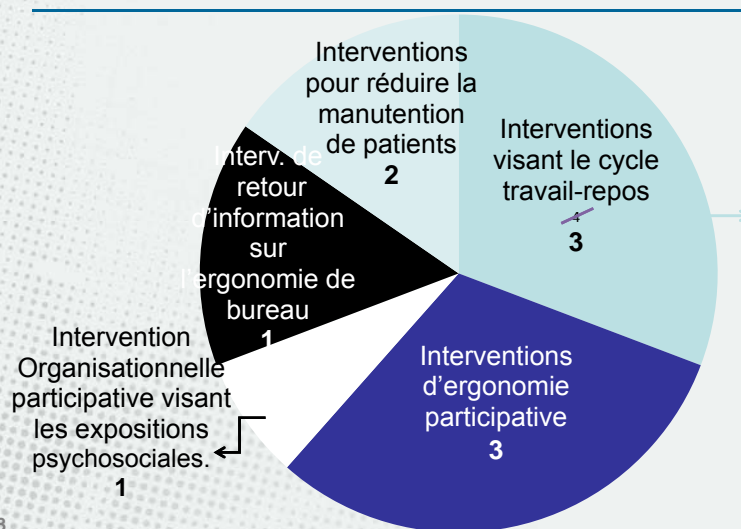 Interventions
pour réduire la
manutention
de patients
2
Interventions
visant le cycle
travail-repos
4
3
Interv. de
retour
d'information
sur
l'ergonomie de
bureau
1
Intervention
Organisationnelle
participative visant
les expositions
psychosociales.
1
Interventions
d'ergonomie
participative
3